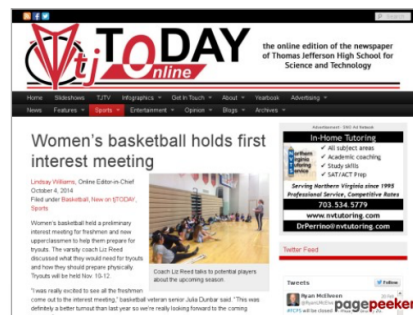 tjTODAY
Online
the online edition of the newspaper
of Thomas Jefferson High School for
Science and Technology
Home Slideshows TJTV Infographics Get In Touch About Yearbook Advertising
News Features Sports Entertainment Opinion Blogs Archives
Women's basketball holds first
interest meeting
Lindsay Williams, Online Editor-in-Chief
October 4, 2014
Filed under Basketball, New on tjTODAY,
Sports
Women's basketball held a preliminary
interest meeting for freshmen and new
upperclassmen to help them prepare for
tryouts. The varsity coach Liz Reed
discussed what they would need for tryouts
and how they should prepare physically.
Tryouts will be held Nov. 10-12.
"I was really excited to see all the freshmen
come out to the interest meeting," basketball veteran senior Julia Dunbar said. "This was
definitely a better turnout than last year so we're really looking forward to the coming
Coach Liz Reed talks to potential players
about the upcoming season.
In-Home Tutoring
✓ All subject areas
✓ Academic coaching
✓ Study skills
✓ SAT/ACT Prep
Serving Northern Virginia since 1995
Professional Service, Competitive Rates
703.534.5779
www.nvtutoring.com
DrPerrino@nvtutoring.com
Twitter Feed
Tweets
Follow
Ryan McElveen
pagepeeker